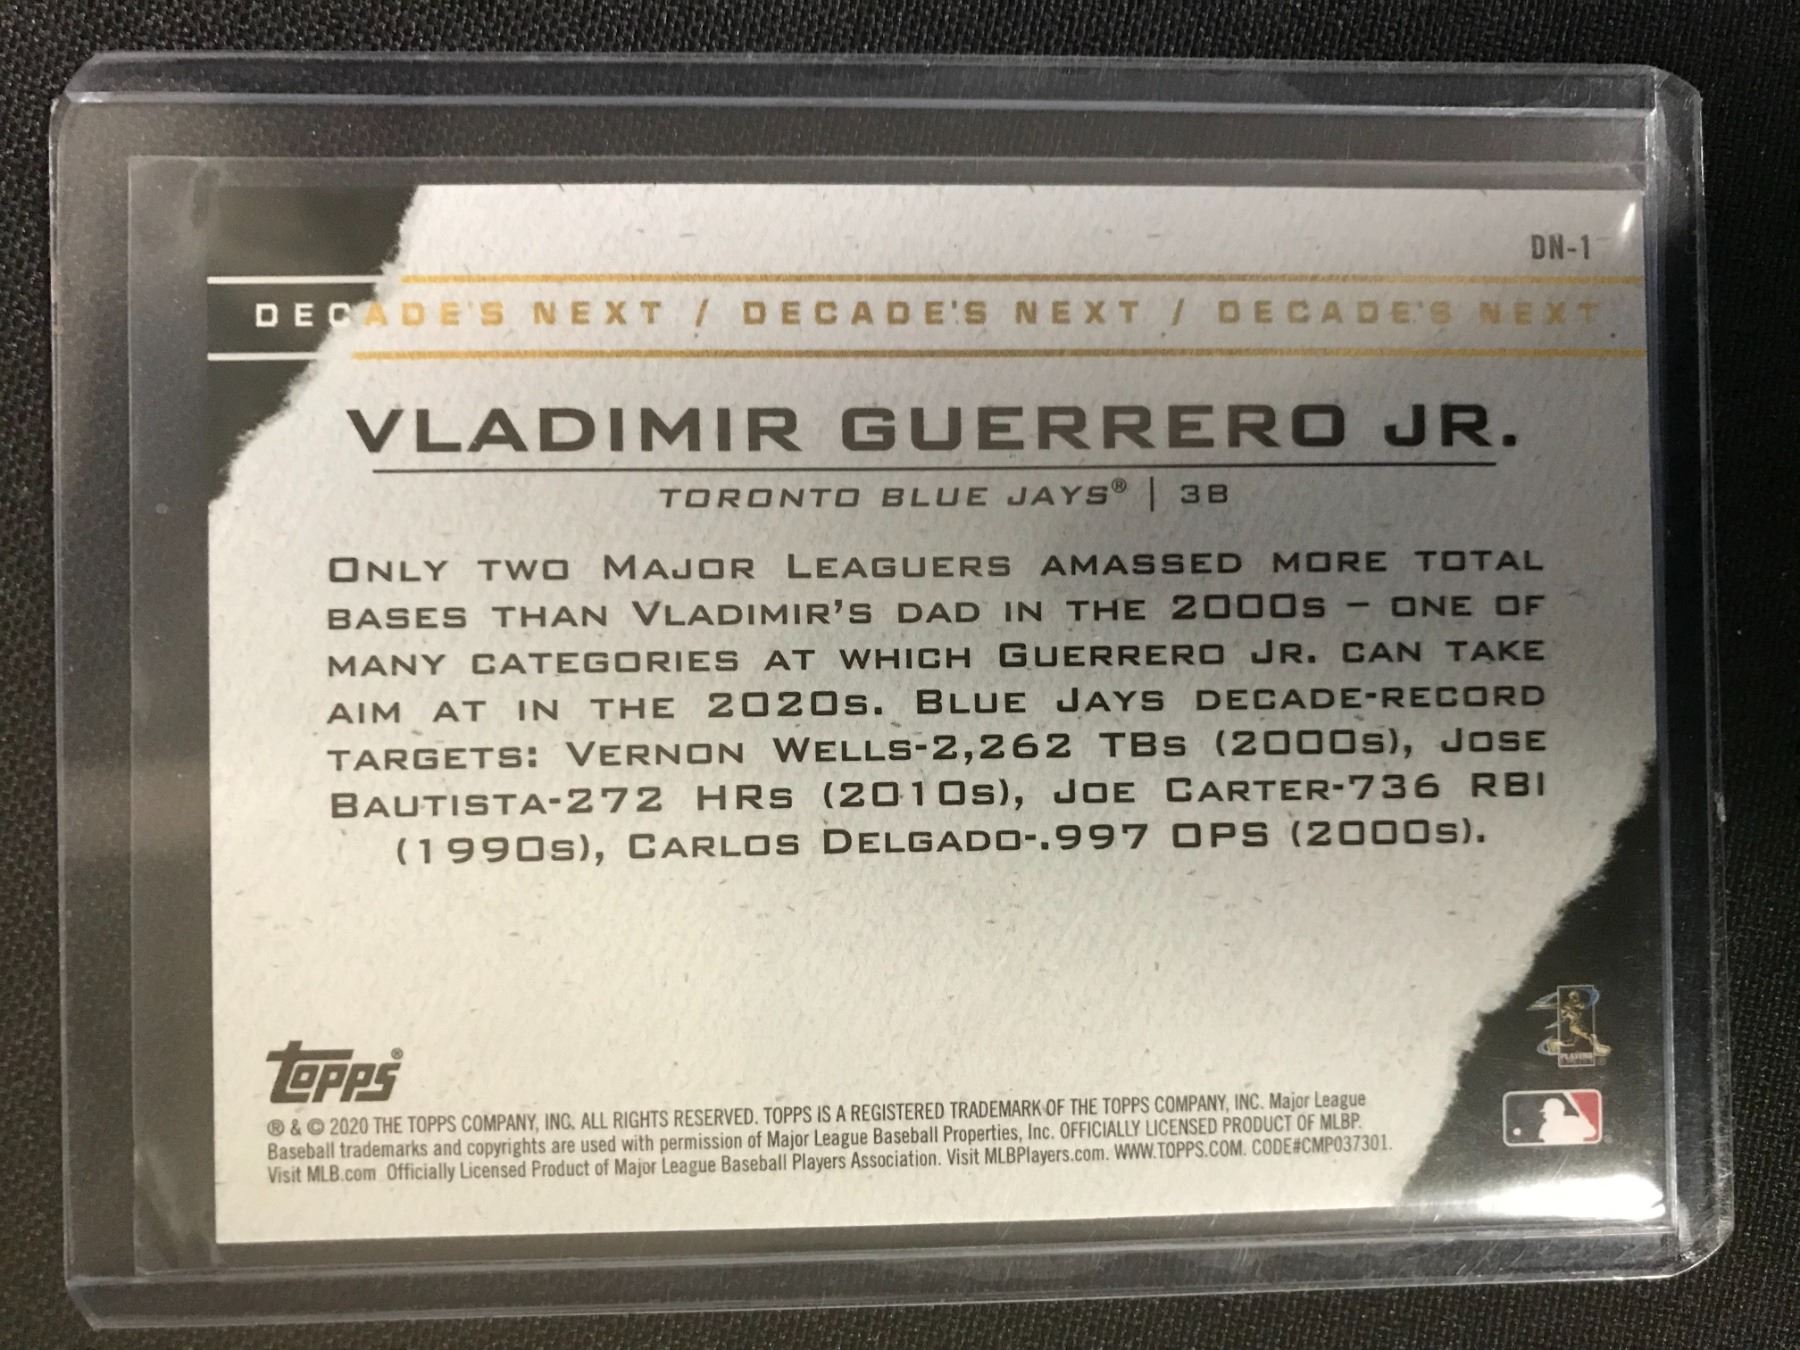 DN-1
DECADE'S NEXT / DECADE'S NEXT / DECADE'S NEXT
VLADIMIR GUERRERO JR.
TORONTO BLUE JAYS® | 3B
ONLY TWO MAJOR LEAGUERS AMASSED MORE TOTAL
BASES THAN VLADIMIR'S DAD IN THE 2000S – ONE OF
MANY CATEGORIES AT WHICH GUERRERO JR. CAN TAKE
AIM AT IN THE 2020S. BLUE JAYS DECADE-RECORD
TARGETS: VERNON WELLS-2,262 TBS (2000S), JOSE
BAUTISTA-272 HRS (2010S), JOE CARTER-736 RBI
(1990S), CARLOS DELGADO-.997 OPS (2000S).
Topps®
® & © 2020 THE TOPPS COMPANY, INC. ALL RIGHTS RESERVED. TOPPS IS A REGISTERED TRADEMARK OF THE TOPPS COMPANY, INC. Major League
Baseball trademarks and copyrights are used with permission of Major League Baseball Properties, Inc. OFFICIALLY LICENSED PRODUCT OF MLBP.
Visit MLB.com Officially Licensed Product of Major League Baseball Players Association. Visit MLBPlayers.com. WWW.TOPPS.COM. CODE#CMP037301.